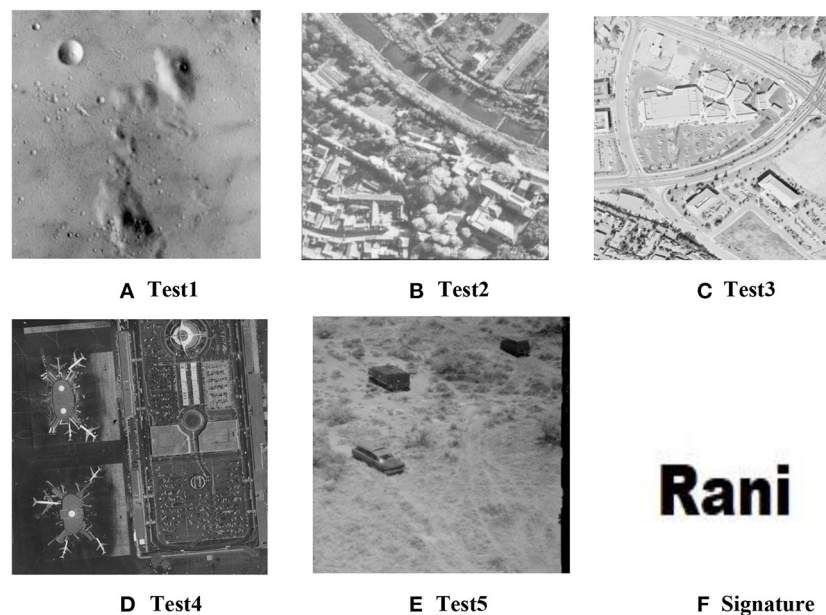 A Test1
B Test2
C Test3
Rani
D Test4
E Test5
F Signature